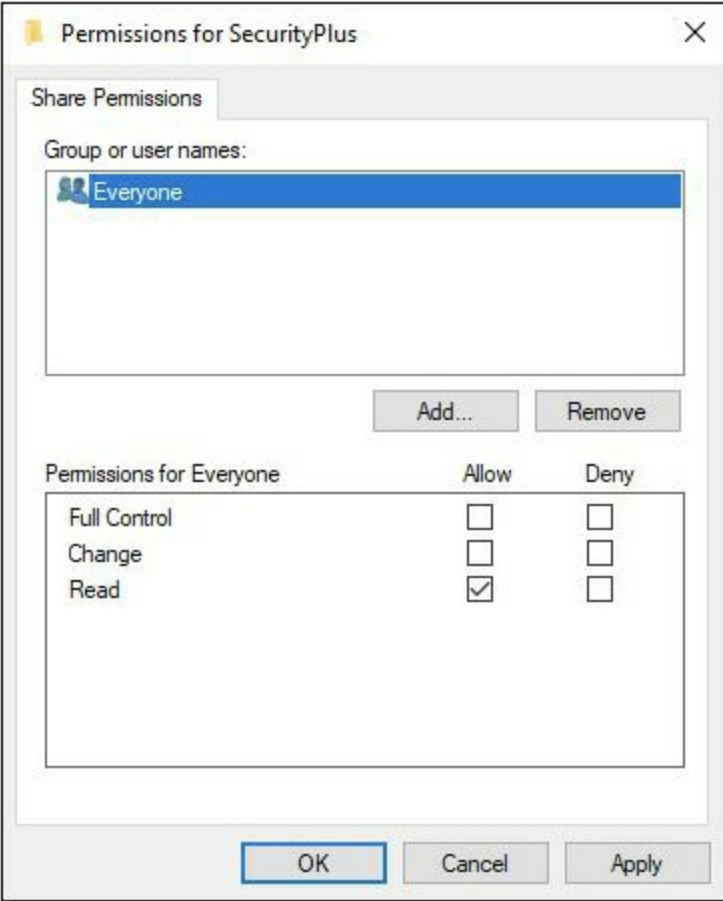 Permissions for SecurityPlus
Share Permissions
Group or user names:
Everyone
Add...
Remove
Permissions for Everyone Allow Deny
Full Control
Change
Read
OK Cancel Apply